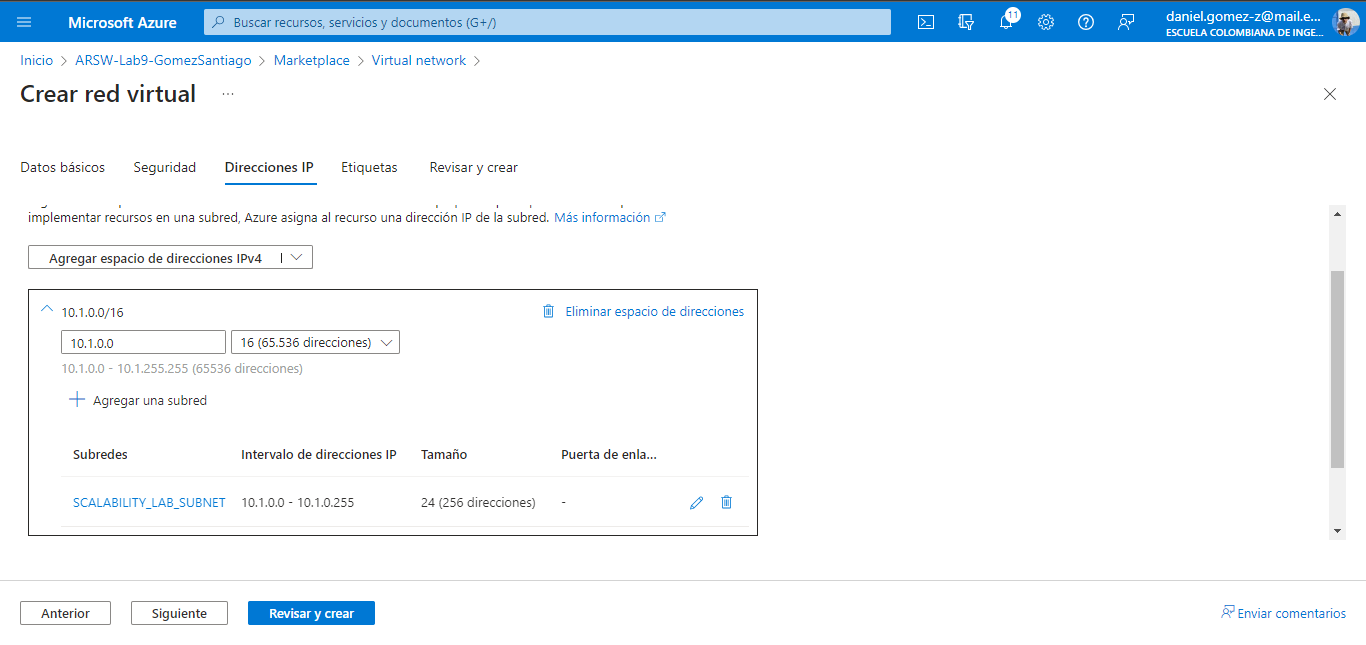 Microsoft Azure
Buscar recursos, servicios y documentos (G+/)
11
daniel.gomez-z@mail.e...
ESCUELA COLOMBIANA DE INGE...
Inicio > ARSW-Lab9-GomezSantiago > Marketplace > Virtual network >
Crear red virtual ...
Datos básicos Seguridad Direcciones IP Etiquetas Revisar y crear
implementar recursos en una subred, Azure asigna al recurso una dirección IP de la subred. Más información
Agregar espacio de direcciones IPv4
10.1.0.0/16 Eliminar espacio de direcciones
10.1.0.0 16 (65.536 direcciones)
10.1.0.0 - 10.1.255.255 (65536 direcciones)
Agregar una subred
Subredes Intervalo de direcciones IP Tamaño Puerta de enla...
SCALABILITY_LAB_SUBNET 10.1.0.0 - 10.1.0.255 24 (256 direcciones) -
Anterior Siguiente Revisar y crear Enviar comentarios